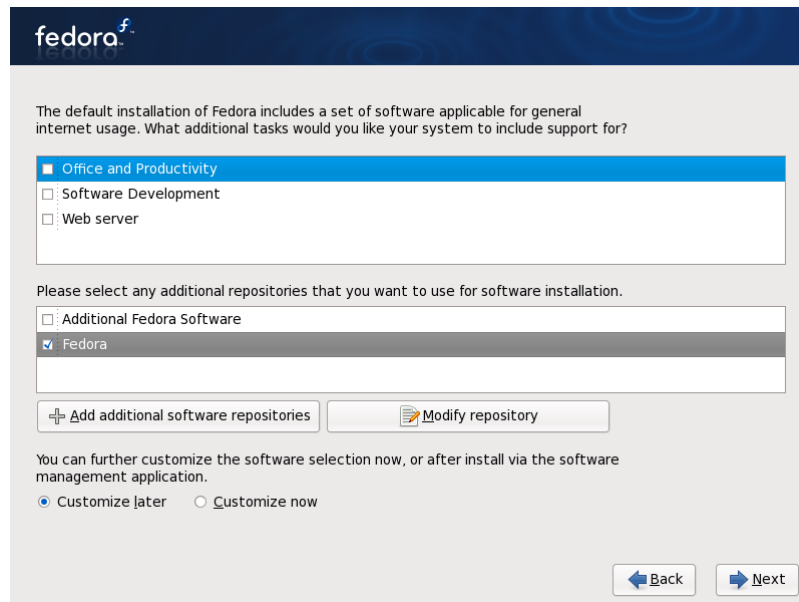 fedora
The default installation of Fedora includes a set of software applicable for general
internet usage. What additional tasks would you like your system to include support for?
Office and Productivity
Software Development
Web server
Please select any additional repositories that you want to use for software installation.
Additional Fedora Software
Fedora
Add additional software repositories
Modify repository
You can further customize the software selection now, or after install via the software
management application.
Customize later
Customize now
Back
Next